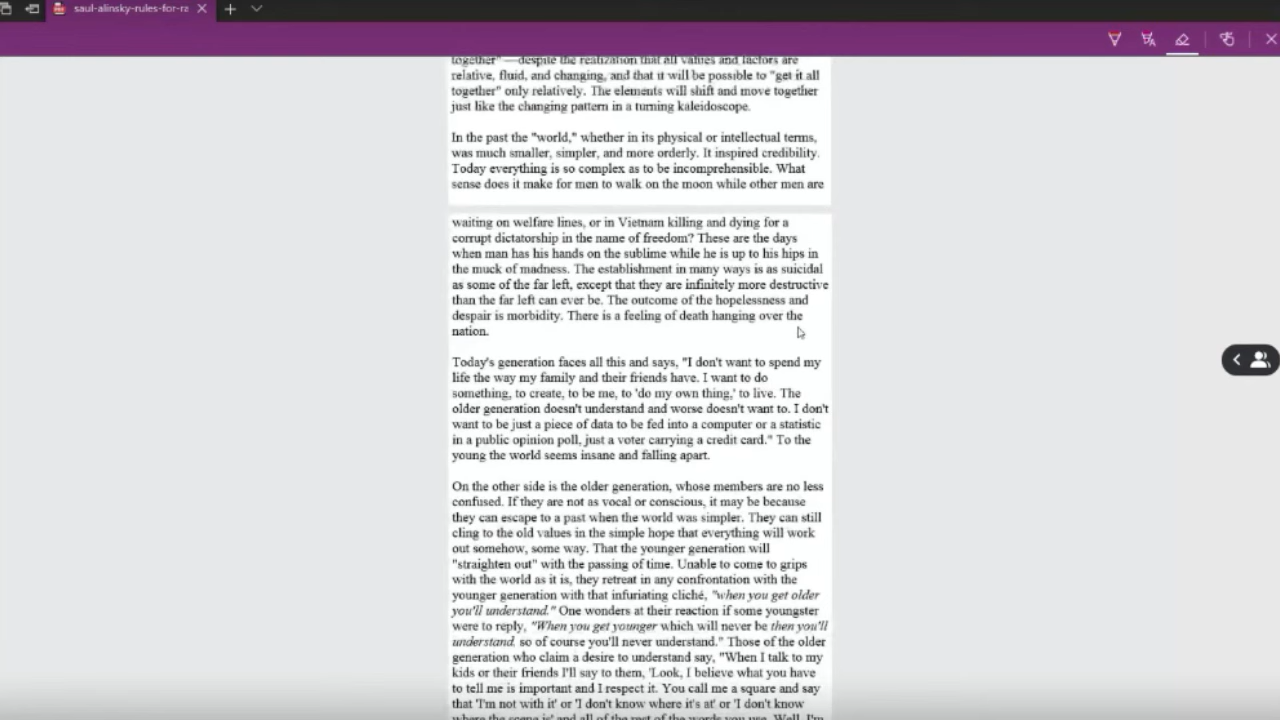 saul-alinsky-rules-for-ra
together"—despite the realization that all values and factors are
relative, fluid, and changing, and that it will be possible to "get it all
together" only relatively. The elements will shift and move together
just like the changing pattern in a turning kaleidoscope.
In the past the "world," whether in its physical or intellectual terms,
was much smaller, simpler, and more orderly. It inspired credibility.
Today everything is so complex as to be incomprehensible. What
sense does it make for men to walk on the moon while other men are
waiting on welfare lines, or in Vietnam killing and dying for a
corrupt dictatorship in the name of freedom? These are the days
when man has his hands on the sublime while he is up to his hips in
the muck of madness. The establishment in many ways is as suicidal
as some of the far left, except that they are infinitely more destructive
than the far left can ever be. The outcome of the hopelessness and
despair is morbidity. There is a feeling of death hanging over the
nation.
Today's generation faces all this and says, "I don't want to spend my
life the way my family and their friends have. I want to do
something, to create, to be me, to 'do my own thing,' to live. The
older generation doesn't understand and worse doesn't want to. I don't
want to be just a piece of data to be fed into a computer or a statistic
in a public opinion poll, just a voter carrying a credit card." To the
young the world seems insane and falling apart.
On the other side is the older generation, whose members are no less
confused. If they are not as vocal or conscious, it may be because
they can escape to a past when the world was simpler. They can still
cling to the old values in the simple hope that everything will work
out somehow, some way. That the younger generation will
"straighten out" with the passing of time. Unable to come to grips
with the world as it is, they retreat in any confrontation with the
younger generation with that infuriating cliché, "when you get older
you'll understand." One wonders at their reaction if some youngster
were to reply, "When you get younger which will never be then you'll
understand, so of course you'll never understand." Those of the older
generation who claim a desire to understand say, "When I talk to my
kids or their friends I'll say to them, 'Look, I believe what you have
to tell me is important and I respect it. You call me a square and say
that 'I'm not with it' or 'I don't know where it's at' or 'I don't know
where the scene is' and all of the rest of the words you use. Well, I'm